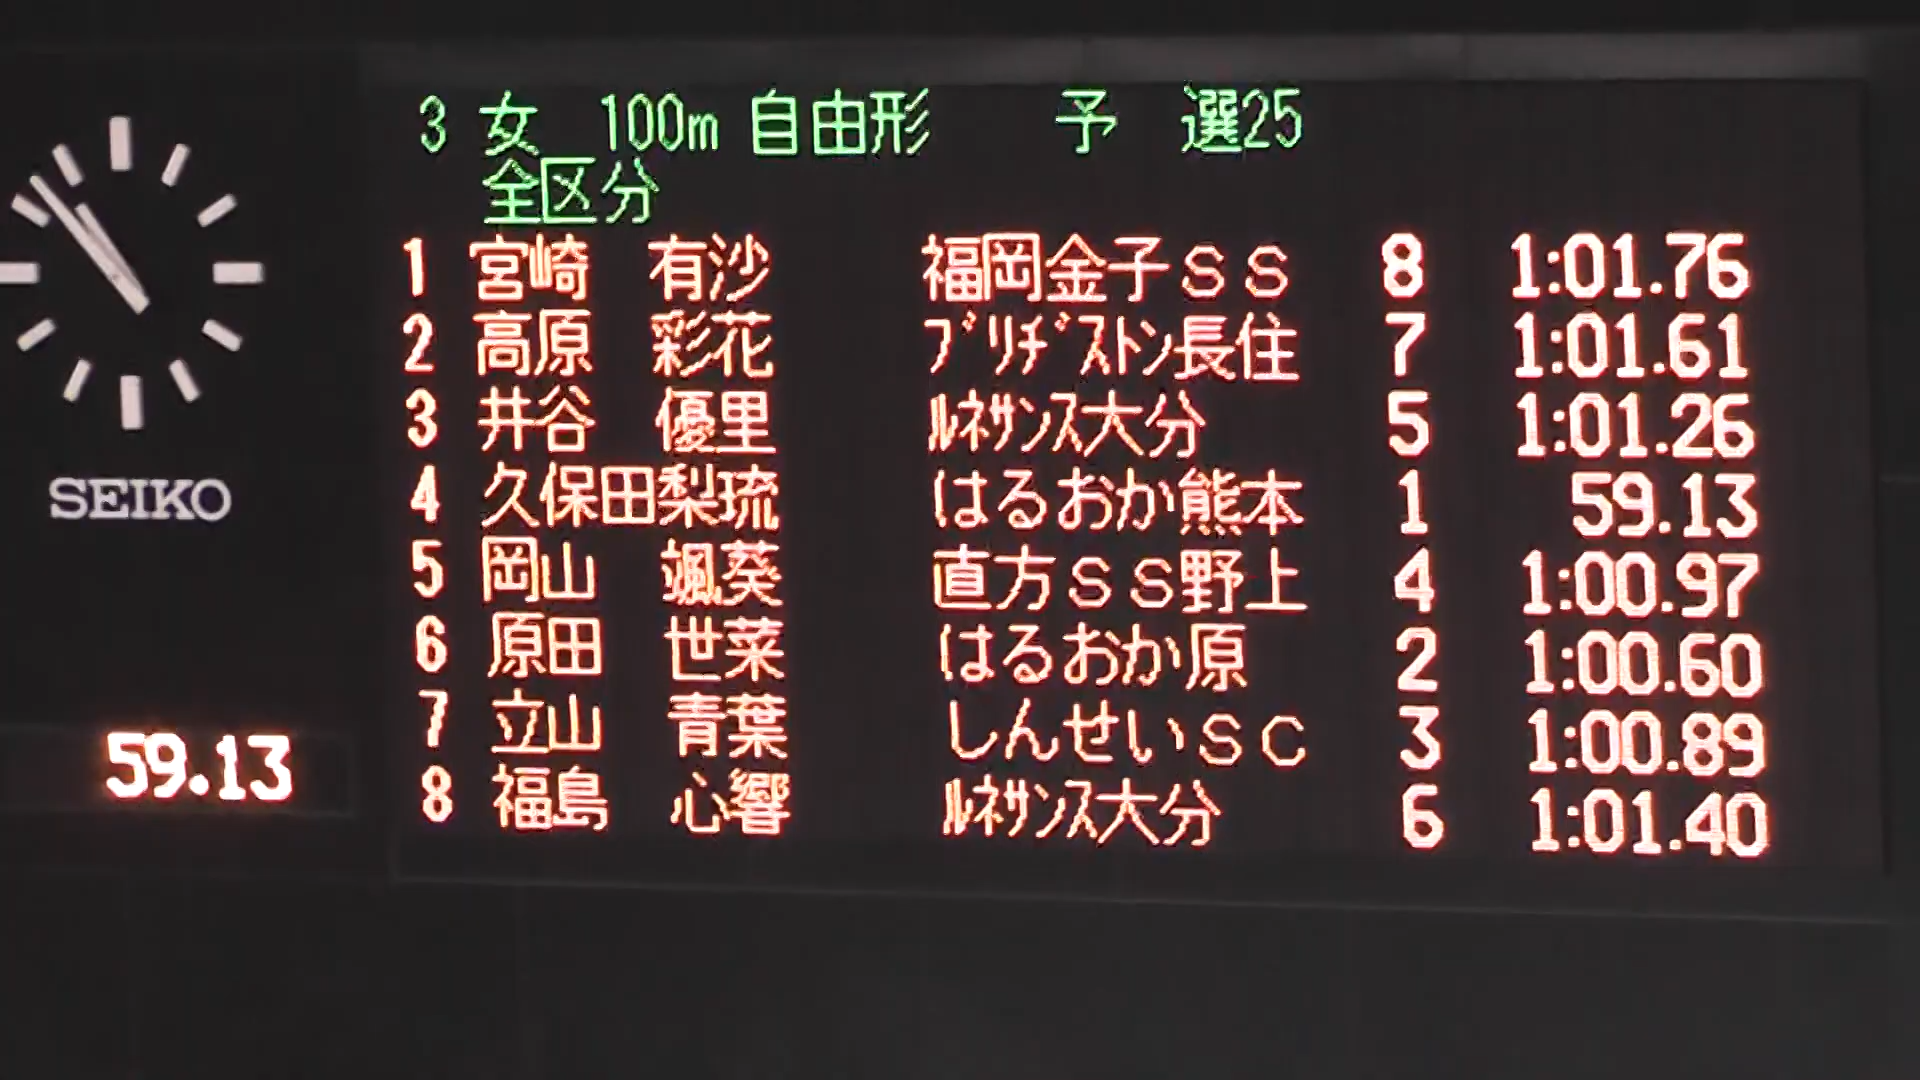 3 女 100m 自由形 予 選25
全区分
1 宮崎 有沙 福岡金子ＳＳ 8 1:01.76
2 高原 彩花 ﾌﾞﾘﾁﾞｽﾄﾝ長住 7 1:01.61
3 井谷 優里 ﾙﾈｻﾝｽ大分 5 1:01.26
4 久保田梨琉 はるおか熊本 1 59.13
5 岡山 颯葵 直方ＳＳ野上 4 1:00.97
6 原田 世菜 はるおか原 2 1:00.60
7 立山 青葉 しんせいＳＣ 3 1:00.89
8 福島 心響 ﾙﾈｻﾝｽ大分 6 1:01.40
SEIKO
59.13